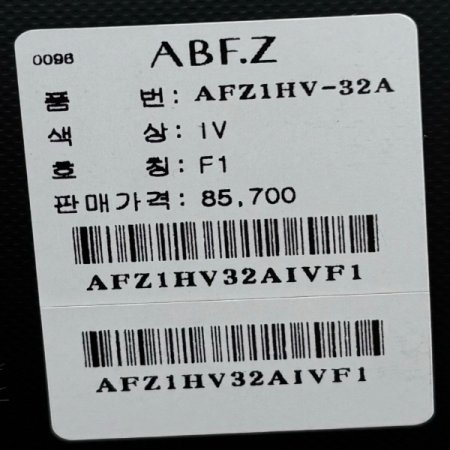 0096 ABF.Z
품 번: AFZ1HV-32A
색 상: IV
호 칭: F1
판매가격: 85,700
AFZ1HV32AIVF1
AFZ1HV32AIVF1